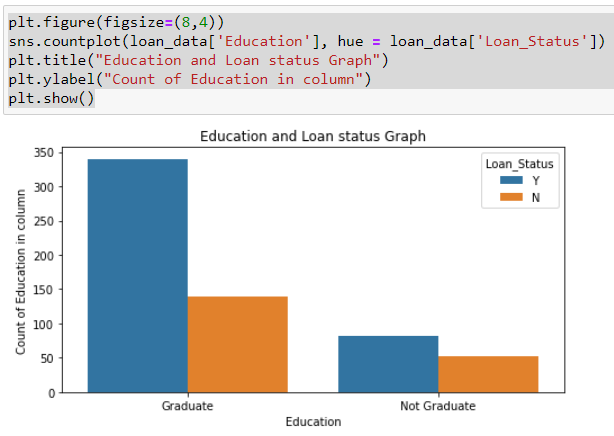 plt.figure(figsize=(8,4))
sns.countplot(loan_data['Education'], hue = loan_data['Loan_Status'])
plt.title("Education and Loan status Graph")
plt.ylabel("Count of Education in column")
plt.show()
Education and Loan status Graph
Loan_Status
Y
N
350
300
250
200
150
100
50
0
Count of Education in column
Graduate
Not Graduate
Education